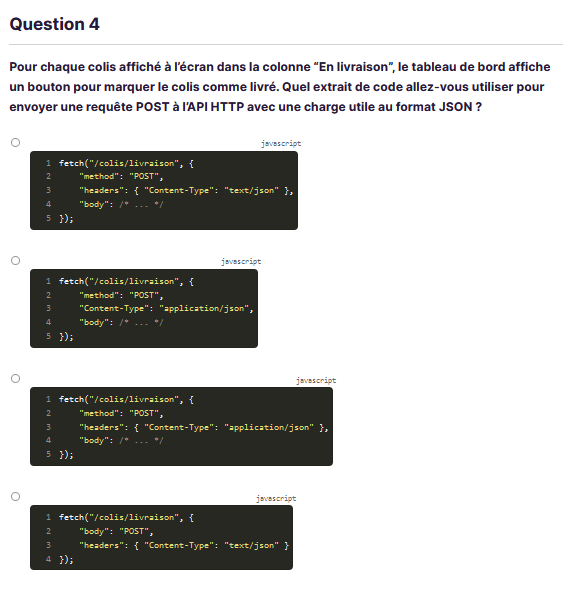 Question 4
Pour chaque colis affiché à l'écran dans la colonne “En livraison”, le tableau de bord affiche
un bouton pour marquer le colis comme livré. Quel extrait de code allez-vous utiliser pour
envoyer une requête POST à l'API HTTP avec une charge utile au format JSON ?
javascript
1 fetch("/colis/livraison", {
2 "method": "POST",
3 "headers": { "Content-Type": "text/json" },
4 "body": /* ... */
5 });
javascript
1 fetch("/colis/livraison", {
2 "method": "POST",
3 "Content-Type": "application/json",
4 "body": /* ... */
5 });
javascript
1 fetch("/colis/livraison", {
2 "method": "POST",
3 "headers": { "Content-Type": "application/json" },
4 "body": /* ... */
5 });
javascript
1 fetch("/colis/livraison", {
2 "body": "POST",
3 "headers": { "Content-Type": "text/json" }
4 });